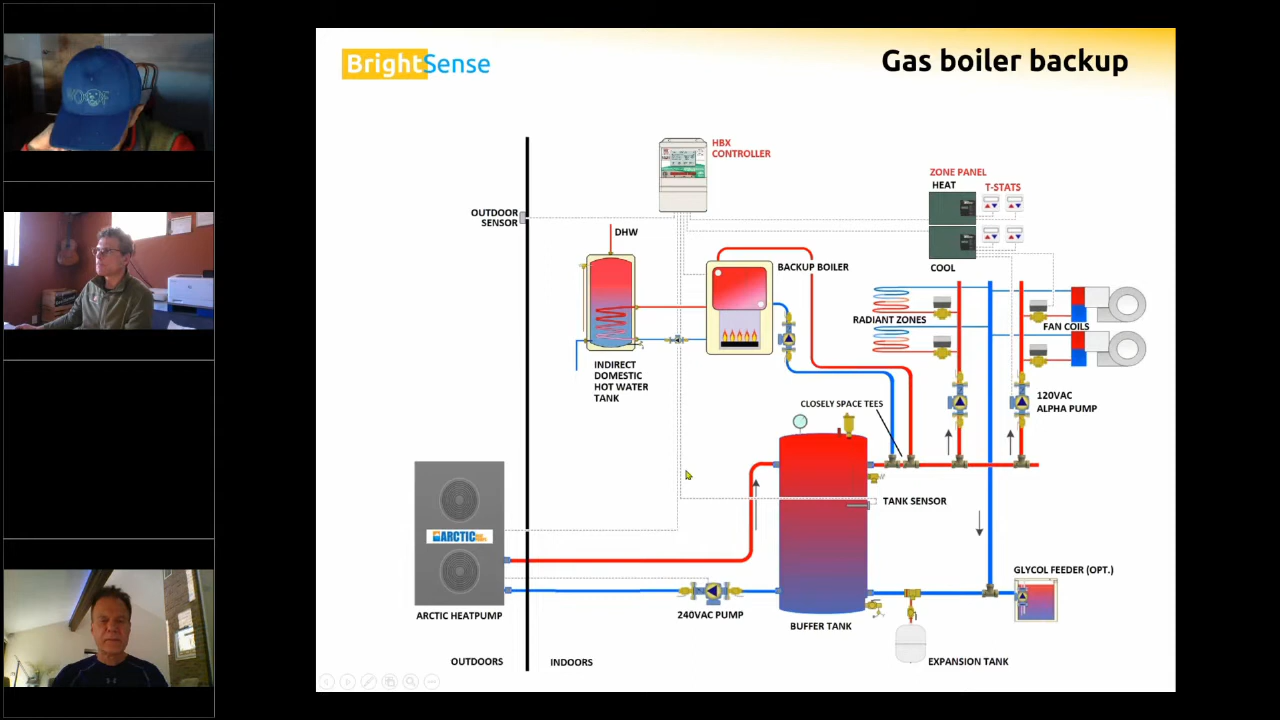 BrightSense
Gas boiler backup
HBX
CONTROLLER
ZONE PANEL
HEAT
T-STATS
OUTDOOR
SENSOR
DHW
BACKUP BOILER
COOL
RADIANT ZONES
FAN COILS
INDIRECT
DOMESTIC
HOT WATER
TANK
CLOSELY SPACE TEES
120VAC
ALPHA PUMP
TANK SENSOR
ARCTIC
GLYCOL FEEDER (OPT.)
ARCTIC HEATPUMP
240VAC PUMP
BUFFER TANK
OUTDOORS
INDOORS
EXPANSION TANK